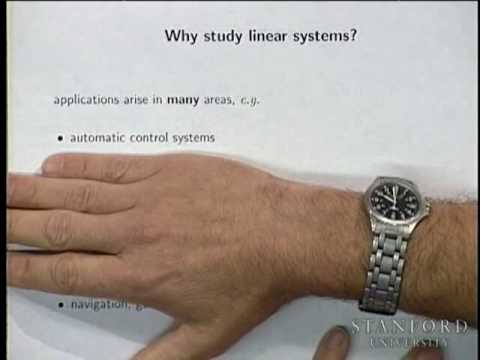 Why study linear systems?
applications arise in many areas, e.g.
• automatic control systems
• navigation,
STANFORD
UNIVERSITY